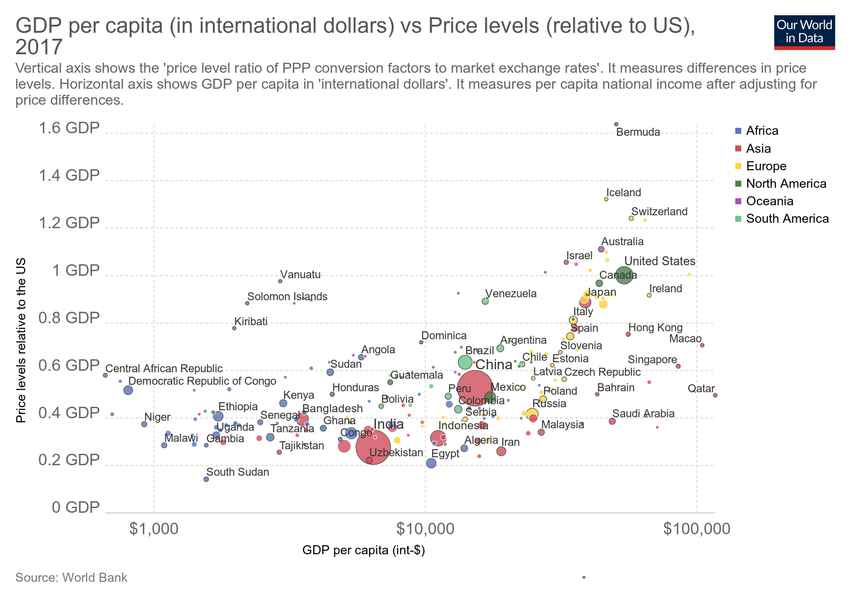 GDP per capita (in international dollars) vs Price levels (relative to US),
2017
Our World
in Data
Vertical axis shows the 'price level ratio of PPP conversion factors to market exchange rates'. It measures differences in price
levels. Horizontal axis shows GDP per capita in 'international dollars'. It measures per capita national income after adjusting for
price differences.
1.6 GDP
Bermuda
Africa
Asia
Europe
North America
Oceania
South America
1.4 GDP
Iceland
Switzerland
1.2 GDP
Australia
Israel
United States
1 GDP
Vanuatu
Canada
Ireland
Solomon Islands
Venezuela
Japan
Kiribati
Italy
0.8 GDP
Spain
Hong Kong
Dominica
Argentina
Macao
Angola
Brazil
Slovenia
Sudan
China
Chile
Estonia
Singapore
0.6 GDP
Central African Republic
Guatemala
Latvia
Czech Republic
Democratic Republic of Congo
Honduras
Peru
Mexico
Poland
Bahrain
Qatar
Kenya
Bolivia
Colombia
Ethiopia
Bangladesh
Serbia
Russia
0.4 GDP
Niger
Senegal
Ghana
India
Indonesia
Malaysia
Saudi Arabia
Uganda
Tanzania
Congo
Malawi
Gambia
Tajikistan
Uzbekistan
Egypt
Algeria
Iran
0.2 GDP
South Sudan
0 GDP
$1,000
$10,000
$100,000
Price levels relative to the US
GDP per capita (int-$)
Source: World Bank